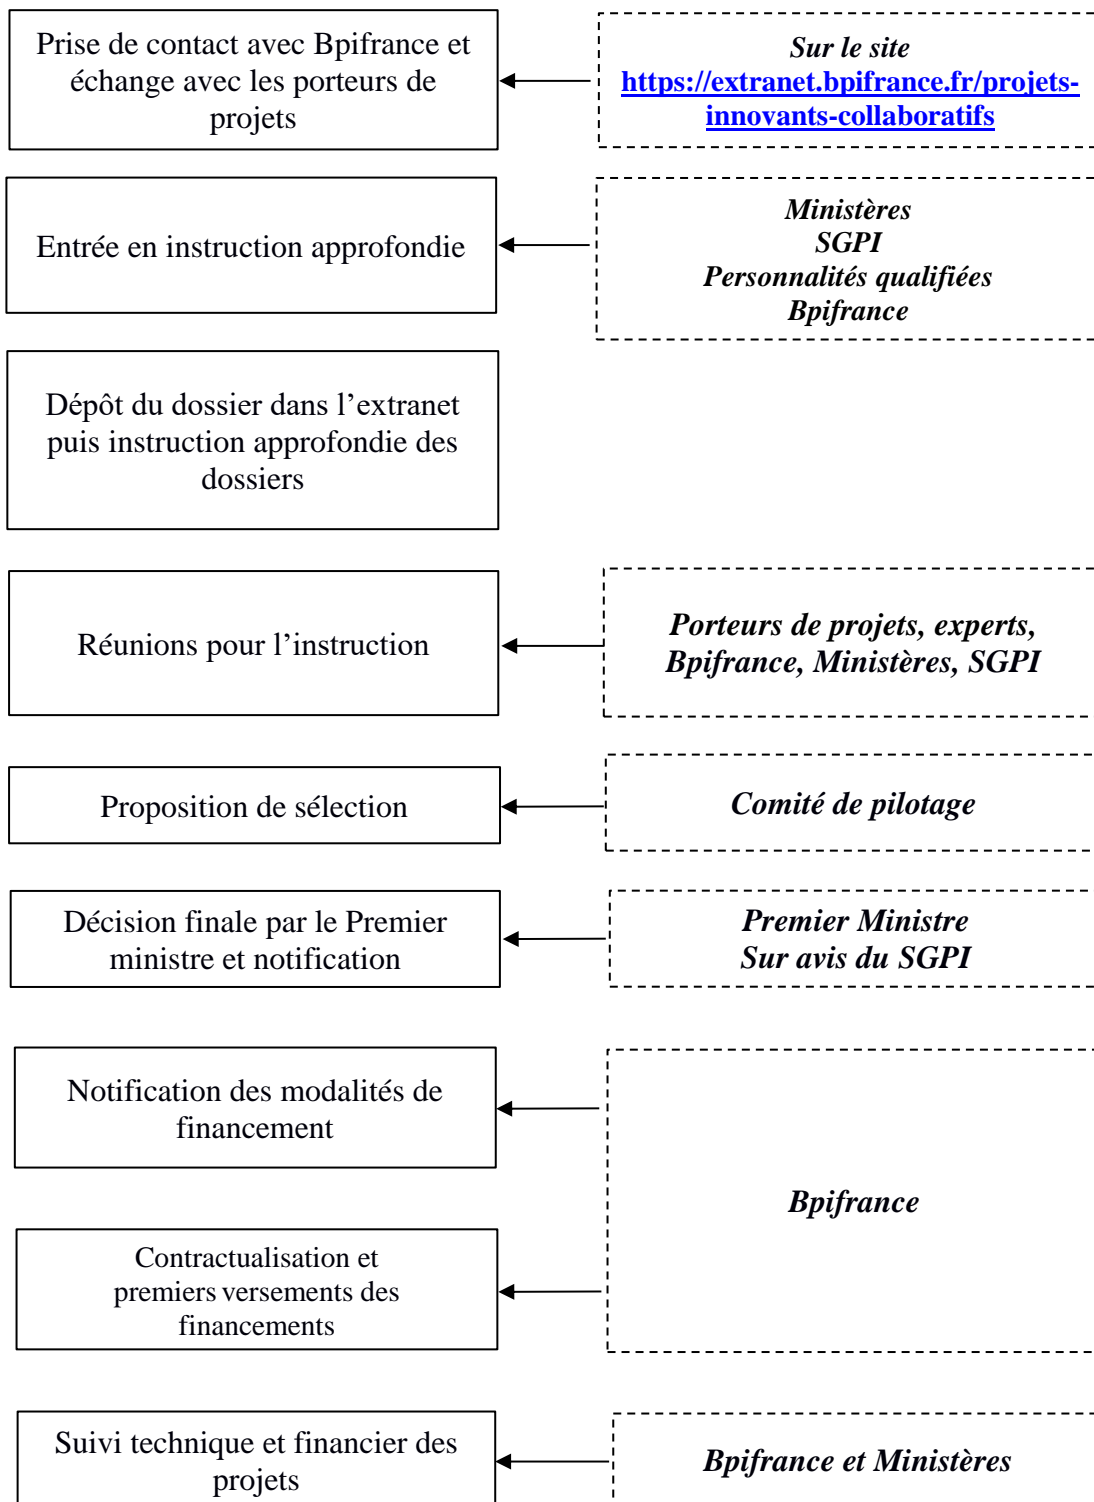 Prise de contact avec Bpifrance et
échange avec les porteurs de
projets
Sur le site
https://extranet.bpifrance.fr/projets-
innovants-collaboratifs
Entrée en instruction approfondie
Ministères
SGPI
Personnalités qualifiées
Bpifrance
Dépôt du dossier dans l’extranet
puis instruction approfondie des
dossiers
Réunions pour l’instruction
Porteurs de projets, experts,
Bpifrance, Ministères, SGPI
Proposition de sélection
Comité de pilotage
Décision finale par le Premier
ministre et notification
Premier Ministre
Sur avis du SGPI
Notification des modalités de
financement
Bpifrance
Contractualisation et
premiers versements des
financements
Suivi technique et financier des
projets
Bpifrance et Ministères